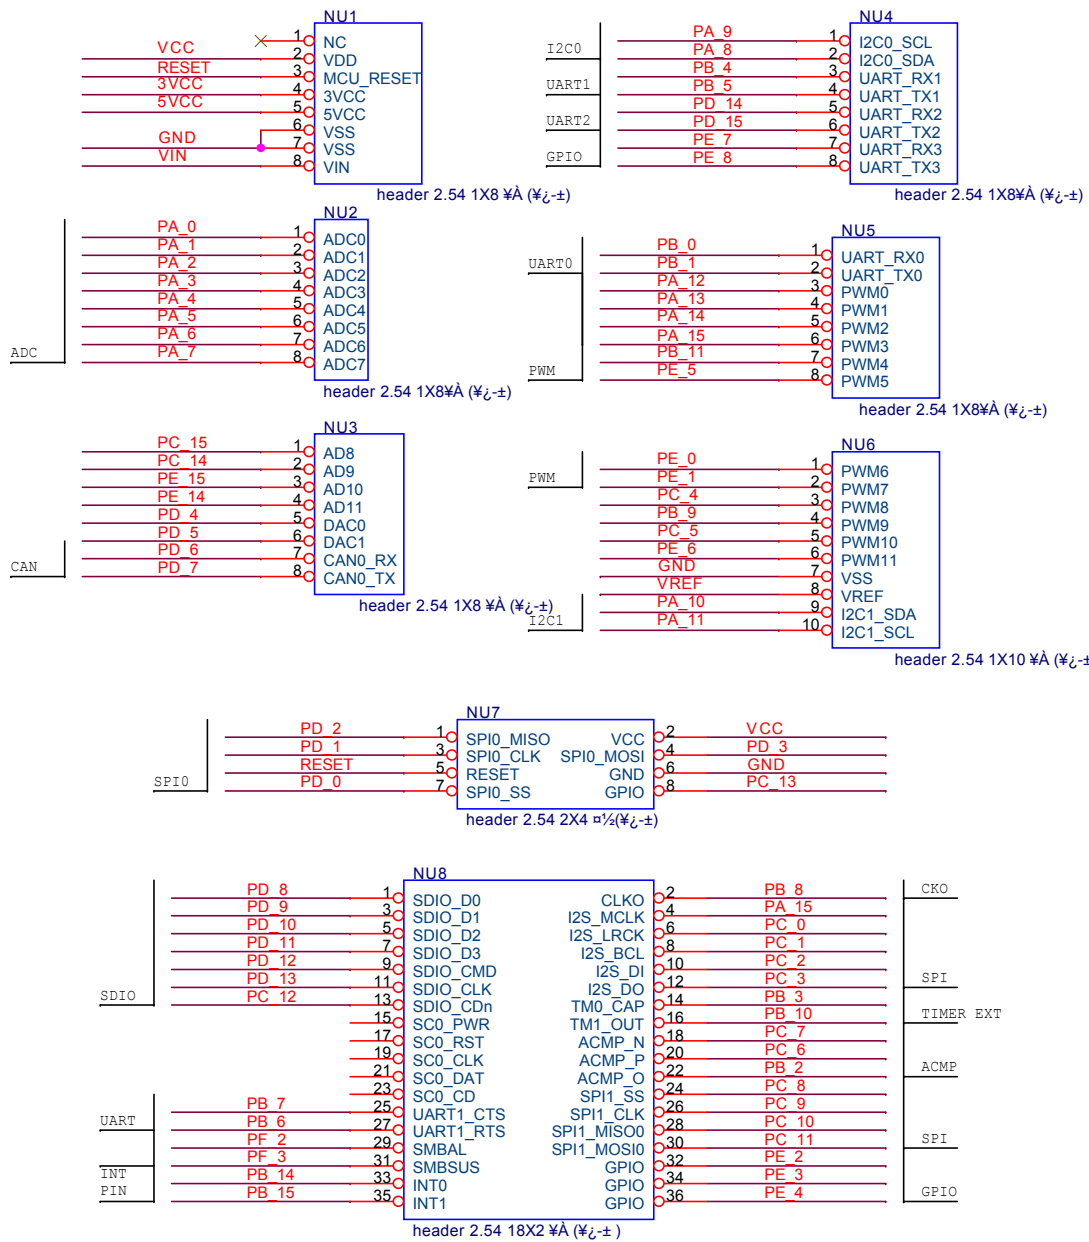 NU1
1 NC
VCC 2 VDD
RESET 3 MCU_RESET
3VCC 4 3VCC
5VCC 5 5VCC
6 VSS
GND 7 VSS
VIN 8 VIN
header 2.54 1X8 ¥À (¥¿-±)
NU4
I2C0
UART1
UART2
GPIO
PA_9 1 I2C0_SCL
PA_8 2 I2C0_SDA
PB_4 3 UART_RX1
PB_5 4 UART_TX1
PD_14 5 UART_RX2
PD_15 6 UART_TX2
PE_7 7 UART_RX3
PE_8 8 UART_TX3
header 2.54 1X8¥À (¥¿-±)
NU2
ADC
PA_0 1 ADC0
PA_1 2 ADC1
PA_2 3 ADC2
PA_3 4 ADC3
PA_4 5 ADC4
PA_5 6 ADC5
PA_6 7 ADC6
PA_7 8 ADC7
header 2.54 1X8¥À (¥¿-±)
NU5
UART0
PWM
PB_0 1 UART_RX0
PB_1 2 UART_TX0
PA_12 3 PWM0
PA_13 4 PWM1
PA_14 5 PWM2
PA_15 6 PWM3
PB_11 7 PWM4
PE_5 8 PWM5
header 2.54 1X8¥À (¥¿-±)
NU3
CAN
PC_15 1 AD8
PC_14 2 AD9
PE_15 3 AD10
PE_14 4 AD11
PD_4 5 DAC0
PD_5 6 DAC1
PD_6 7 CAN0_RX
PD_7 8 CAN0_TX
header 2.54 1X8 ¥À (¥¿-±)
NU6
PWM
I2C1
PE_0 1 PWM6
PE_1 2 PWM7
PC_4 3 PWM8
PB_9 4 PWM9
PC_5 5 PWM10
PE_6 6 PWM11
GND 7 VSS
VREF 8 VREF
PA_10 9 I2C1_SDA
PA_11 10 I2C1_SCL
header 2.54 1X10 ¥À (¥¿-±
NU7
SPI0
PD_2 1 SPI0_MISO VCC 2 VCC
PD_1 3 SPI0_CLK SPI0_MOSI 4 PD_3
RESET 5 RESET GND 6 GND
PD_0 7 SPI0_SS GPIO 8 PC_13
header 2.54 2X4 ¤½(¥¿-±)
NU8
PD_8 1 SDIO_D0 CLKO 2 PB_8 CKO
PD_9 3 SDIO_D1 I2S_MCLK 4 PA_15
PD_10 5 SDIO_D2 I2S_LRCK 6 PC_0
PD_11 7 SDIO_D3 I2S_BCL 8 PC_1
PD_12 9 SDIO_CMD I2S_DI 10 PC_2
PD_13 11 SDIO_CLK I2S_DO 12 PC_3 SPI
SDIO PC_12 13 SDIO_CDn TM0_CAP 14 PB_3
15 SC0_PWR TM1_OUT 16 PB_10 TIMER EXT
17 SC0_RST ACMP_N 18 PC_7
19 SC0_CLK ACMP_P 20 PC_6
21 SC0_DAT ACMP_O 22 PB_2 ACMP
23 SC0_CD SPI1_SS 24 PC_8
UART PB_7 25 UART1_CTS SPI1_CLK 26 PC_9
PB_6 27 UART1_RTS SPI1_MISO0 28 PC_10
PF_2 29 SMBAL SPI1_MOSI0 30 PC_11 SPI
PF_3 31 SMBSUS GPIO 32 PE_2
INT PB_14 33 INT0 GPIO 34 PE_3
PIN PB_15 35 INT1 GPIO 36 PE_4 GPIO
header 2.54 18X2 ¥À (¥¿-± )